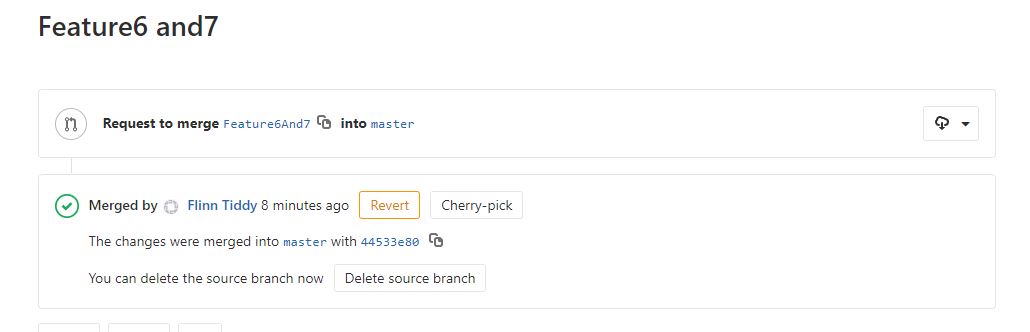 Feature6 and7
Request to merge Feature6And7 into master
Merged by Flinn Tiddy 8 minutes ago Revert Cherry-pick
The changes were merged into master with 44533e80
You can delete the source branch now Delete source branch